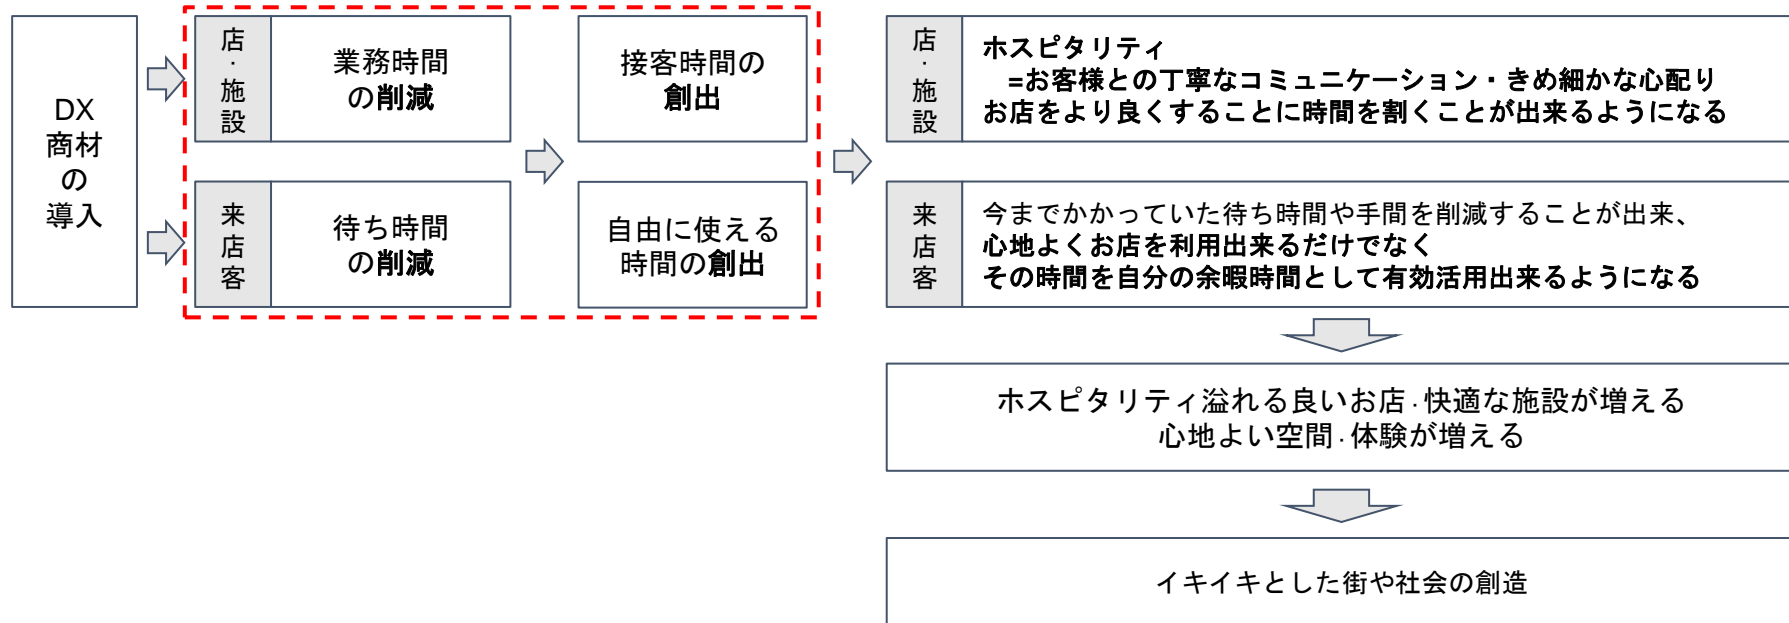 DX
商材
の
導入
店
・
施
設
業務時間
の削減
接客時間の
創出
来
店
客
待ち時間
の削減
自由に使える
時間の創出
店
・
施
設
ホスピタリティ
=お客様との丁寧なコミュニケーション・きめ細かな心配り
お店をより良くすることに時間を割くことが出来るようになる
来
店
客
今までかかっていた待ち時間や手間を削減することが出来、
心地よくお店を利用出来るだけでなく
その時間を自分の余暇時間として有効活用出来るようになる
ホスピタリティ溢れる良いお店・快適な施設が増える
心地よい空間・体験が増える
イキイキとした街や社会の創造